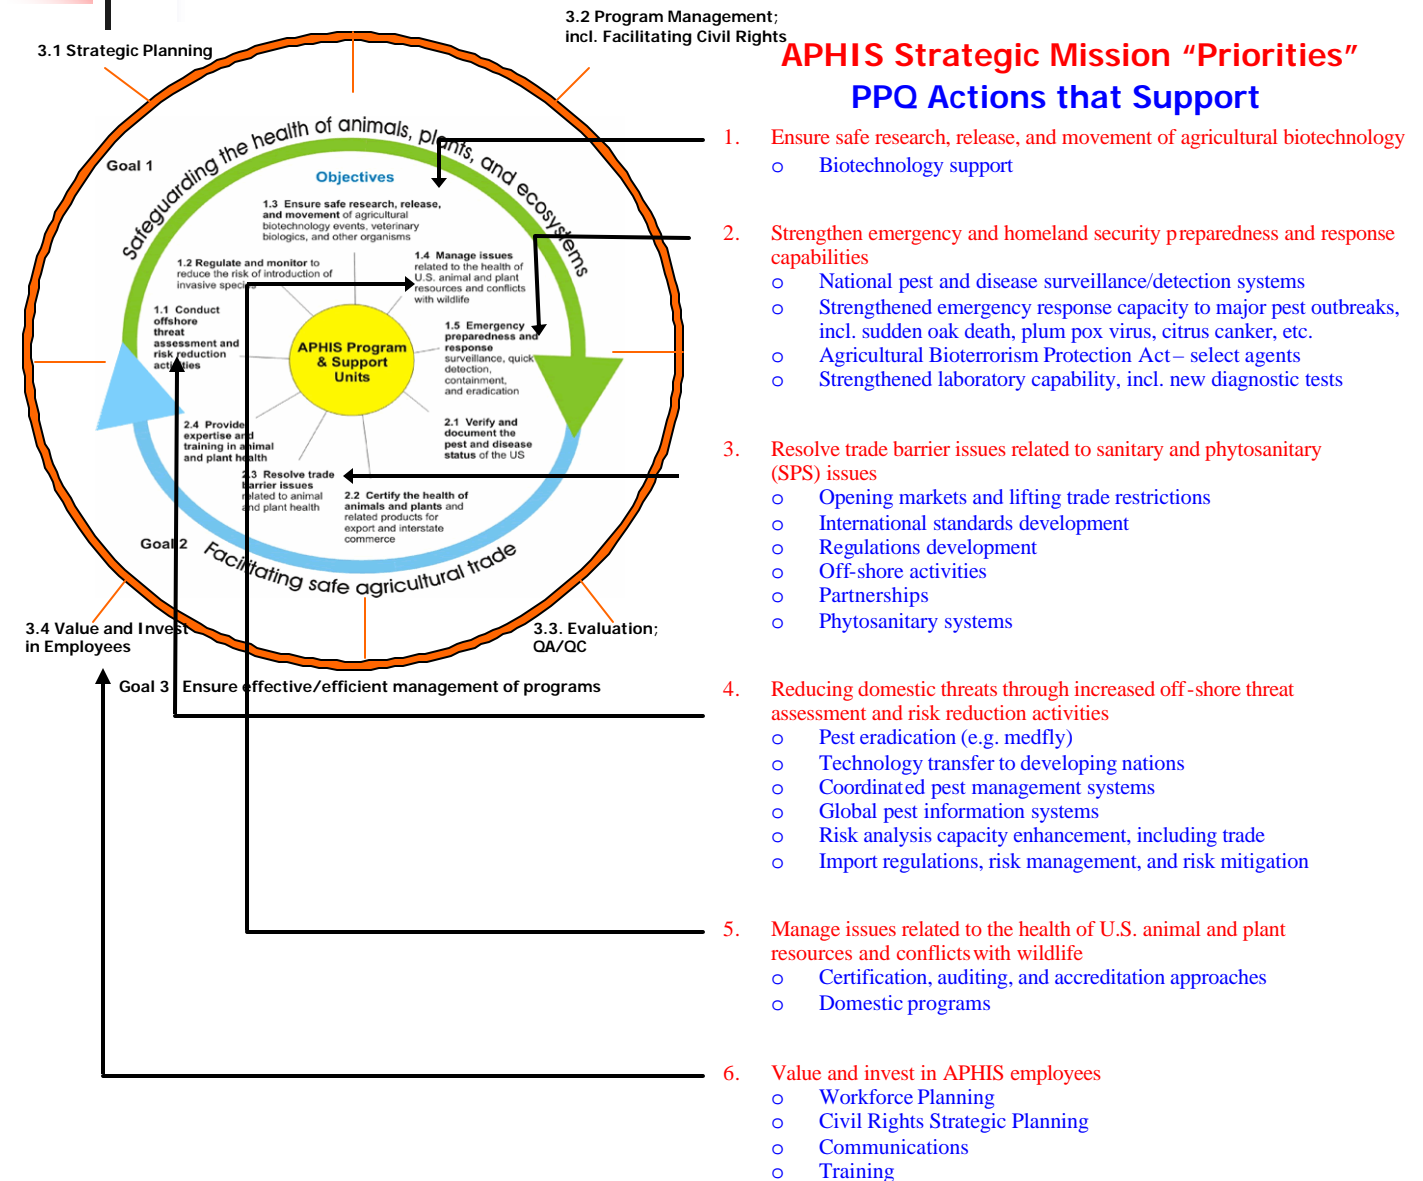 3.2 Program Management;
incl. Facilitating Civil Rights
3.1 Strategic Planning
Goal 1
Safeguarding the health of animals, plants, and ecosystems
Objectives
1.3 Ensure safe research, release,
and movement of agricultural
biotechnology events, veterinary
biologics, and other organisms
1.2 Regulate and monitor to
reduce the risk of introduction of
invasive species
1.4 Manage issues
related to the health of
U.S. animal and plant
resources and conflicts
with wildlife
1.1 Conduct
offshore
threat
assessment and
risk reduction
activities
1.5 Emergency
preparedness and
response
surveillance, quick
detection,
containment,
and eradication
APHIS Program
& Support
Units
2.4 Provide
expertise and
training in animal
and plant health
2.1 Verify and
document the
pest and disease
status of the US
2.3 Resolve trade
barrier issues
related to animal
and plant health
2.2 Certify the health of
animals and plants and
related products for
export and interstate
commerce
Goal 2
Facilitating safe agricultural trade
3.4 Value and Invest
in Employees
3.3. Evaluation;
QA/QC
Goal 3 Ensure effective/efficient management of programs
APHIS Strategic Mission “Priorities”
PPQ Actions that Support
1. Ensure safe research, release, and movement of agricultural biotechnology
o Biotechnology support
2. Strengthen emergency and homeland security preparedness and response
capabilities
o National pest and disease surveillance/detection systems
o Strengthened emergency response capacity to major pest outbreaks,
incl. sudden oak death, plum pox virus, citrus canker, etc.
o Agricultural Bioterrorism Protection Act – select agents
o Strengthened laboratory capability, incl. new diagnostic tests
3. Resolve trade barrier issues related to sanitary and phytosanitary
(SPS) issues
o Opening markets and lifting trade restrictions
o International standards development
o Regulations development
o Off-shore activities
o Partnerships
o Phytosanitary systems
4. Reducing domestic threats through increased off-shore threat
assessment and risk reduction activities
o Pest eradication (e.g. medfly)
o Technology transfer to developing nations
o Coordinated pest management systems
o Global pest information systems
o Risk analysis capacity enhancement, including trade
o Import regulations, risk management, and risk mitigation
5. Manage issues related to the health of U.S. animal and plant
resources and conflicts with wildlife
o Certification, auditing, and accreditation approaches
o Domestic programs
6. Value and invest in APHIS employees
o Workforce Planning
o Civil Rights Strategic Planning
o Communications
o Training